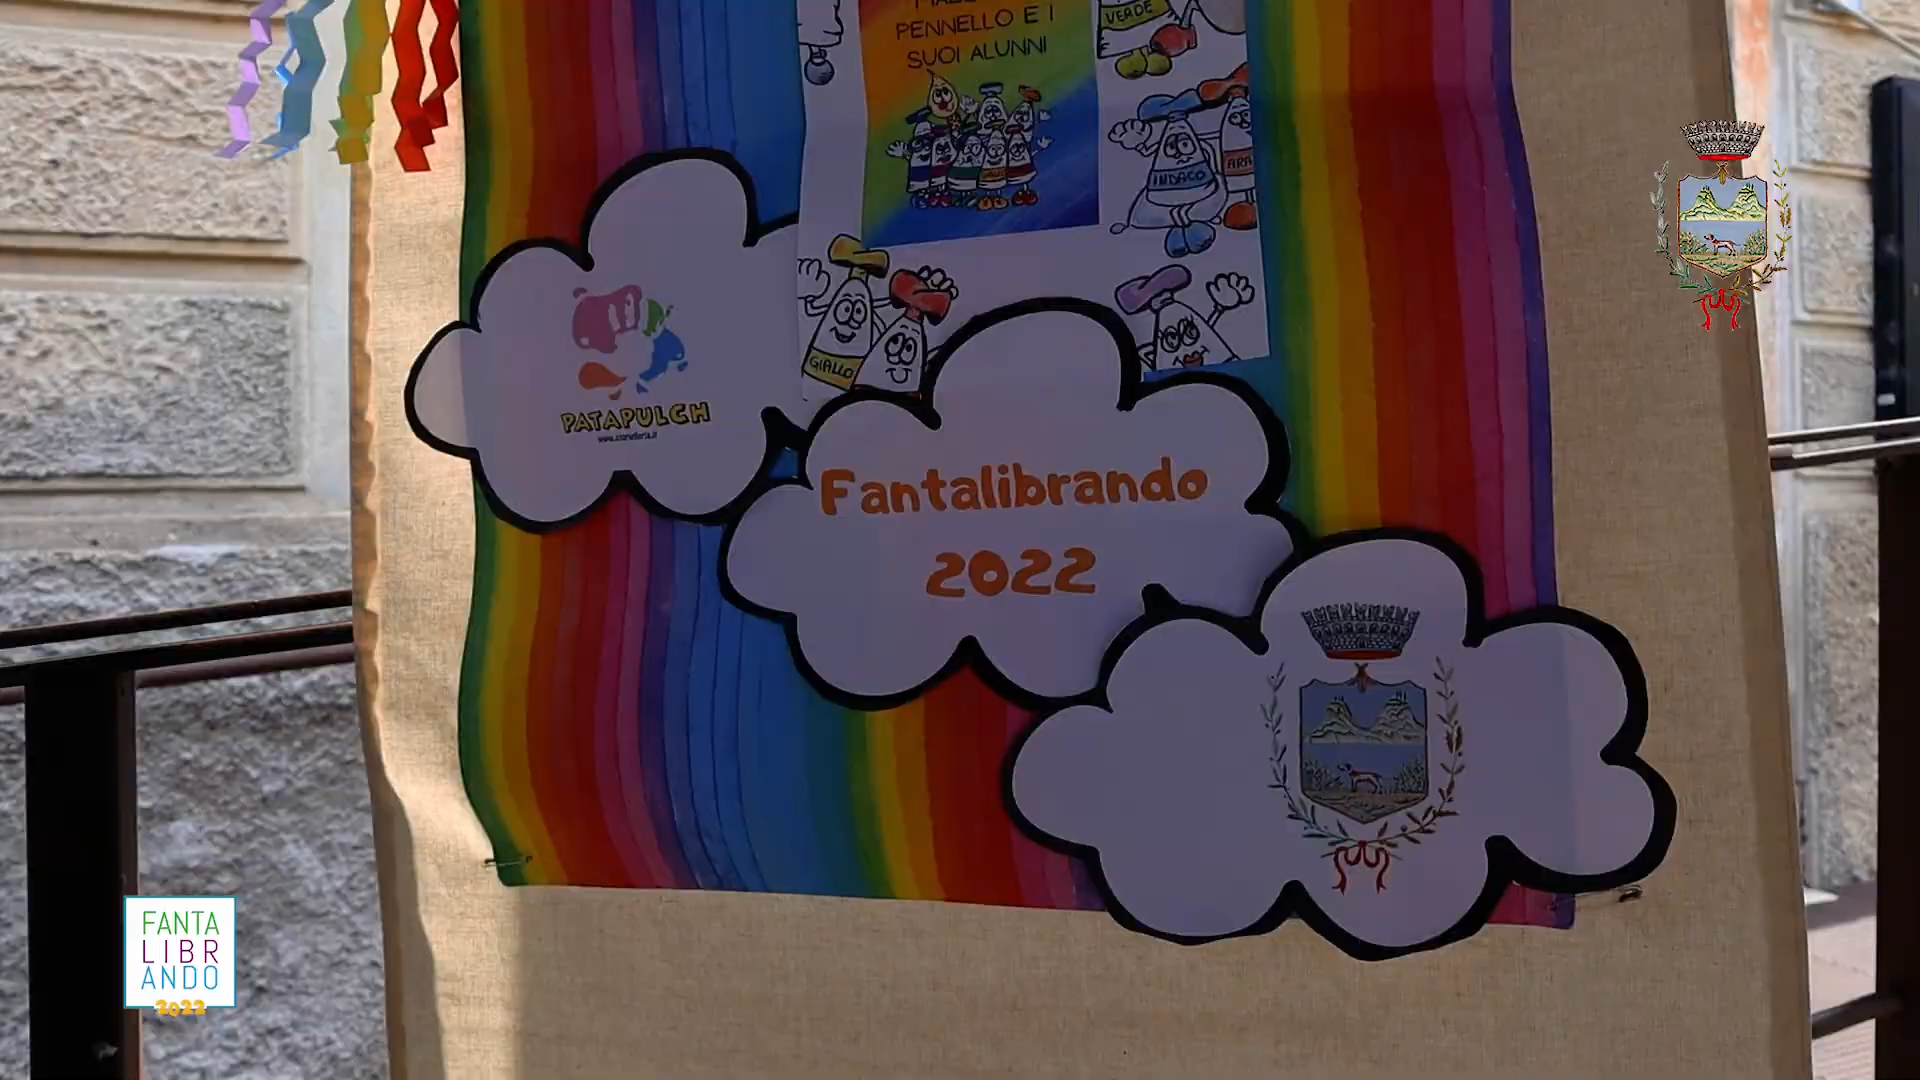 PENNELLO E I
SUOI ALUNNI
VERDE
INDACO
ARA
GIALLO
PATAPULCH
Fantalibrando
2022
FANTA
LIBR
ANDO
2022